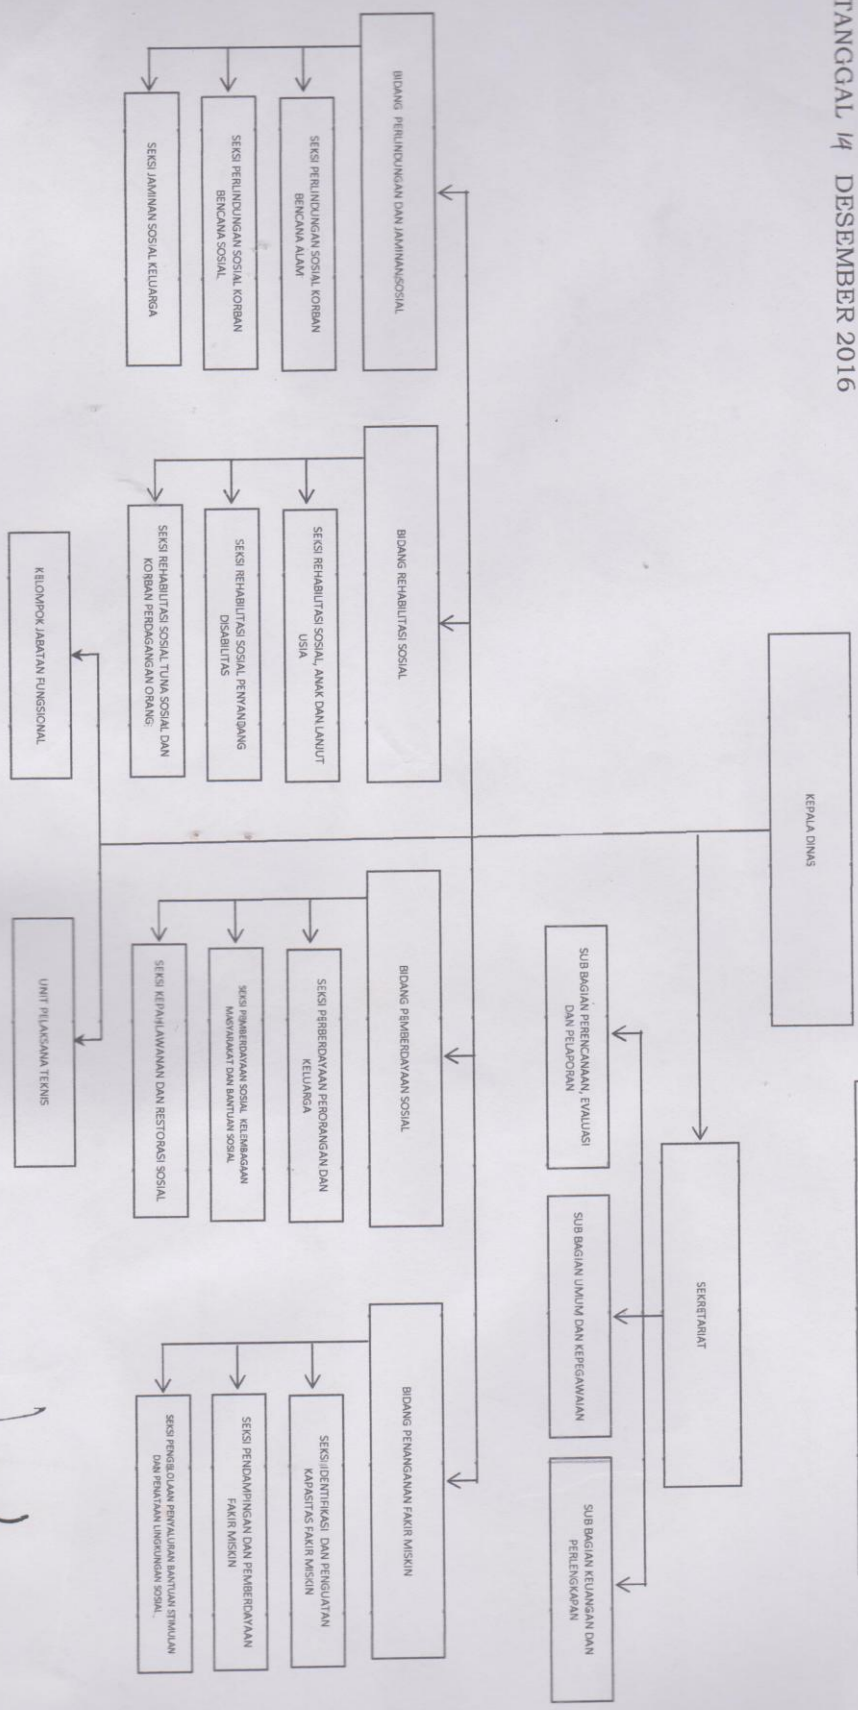 TANGGAL 14 DESEMBER 2016
KEPALA DINAS
SEKRETARIAT
SUB BAGIAN PERENCANAAN, EVALUASI
DAN PELAPORAN
SUB BAGIAN UMUM DAN KEPEGAWAIAN
SUB BAGIAN KEUANGAN DAN
PERLENGKAPAN
BIDANG PERLINDUNGAN DAN JAMINAN SOSIAL
SEKSI PERLINDUNGAN SOSIAL KORBAN
BENCANA ALAM
SEKSI PERLINDUNGAN SOSIAL KORBAN
BENCANA SOSIAL
SEKSI JAMINAN SOSIAL KELUARGA
BIDANG REHABILITASI SOSIAL
SEKSI REHABILITASI SOSIAL, ANAK DAN LANJUT
USIA
SEKSI REHABILITASI SOSIAL PENYANDANG
DISABILITAS
SEKSI REHABILITASI SOSIAL TUNA SOSIAL DAN
KORBAN PERDAGANGAN ORANG
BIDANG PEMBERDAYAAN SOSIAL
SEKSI PERBERDAYAAN PERORANGAN DAN
KELUARGA
SEKSI PEMBERDAYAAN SOSIAL KELEMBAGAAN
MASYARAKAT DAN BANTUAN SOSIAL
SEKSI KEPAHLAWANAN DAN RESTORASI SOSIAL
BIDANG PENANGANAN FAKIR MISKIN
SEKSI IDENTIFIKASI DAN PENGUATAN
KAPASITAS FAKIR MISKIN
SEKSI PENDAMPINGAN DAN PEMBERDAYAAN
FAKIR MISKIN
SEKSI PENGELOLAAN PENYALURAN BANTUAN STIMULAN
DAN PENATAAN LINGKUNGAN SOSIAL
KELOMPOK JABATAN FUNGSIONAL
UNIT PELAKSANA TEKNIS